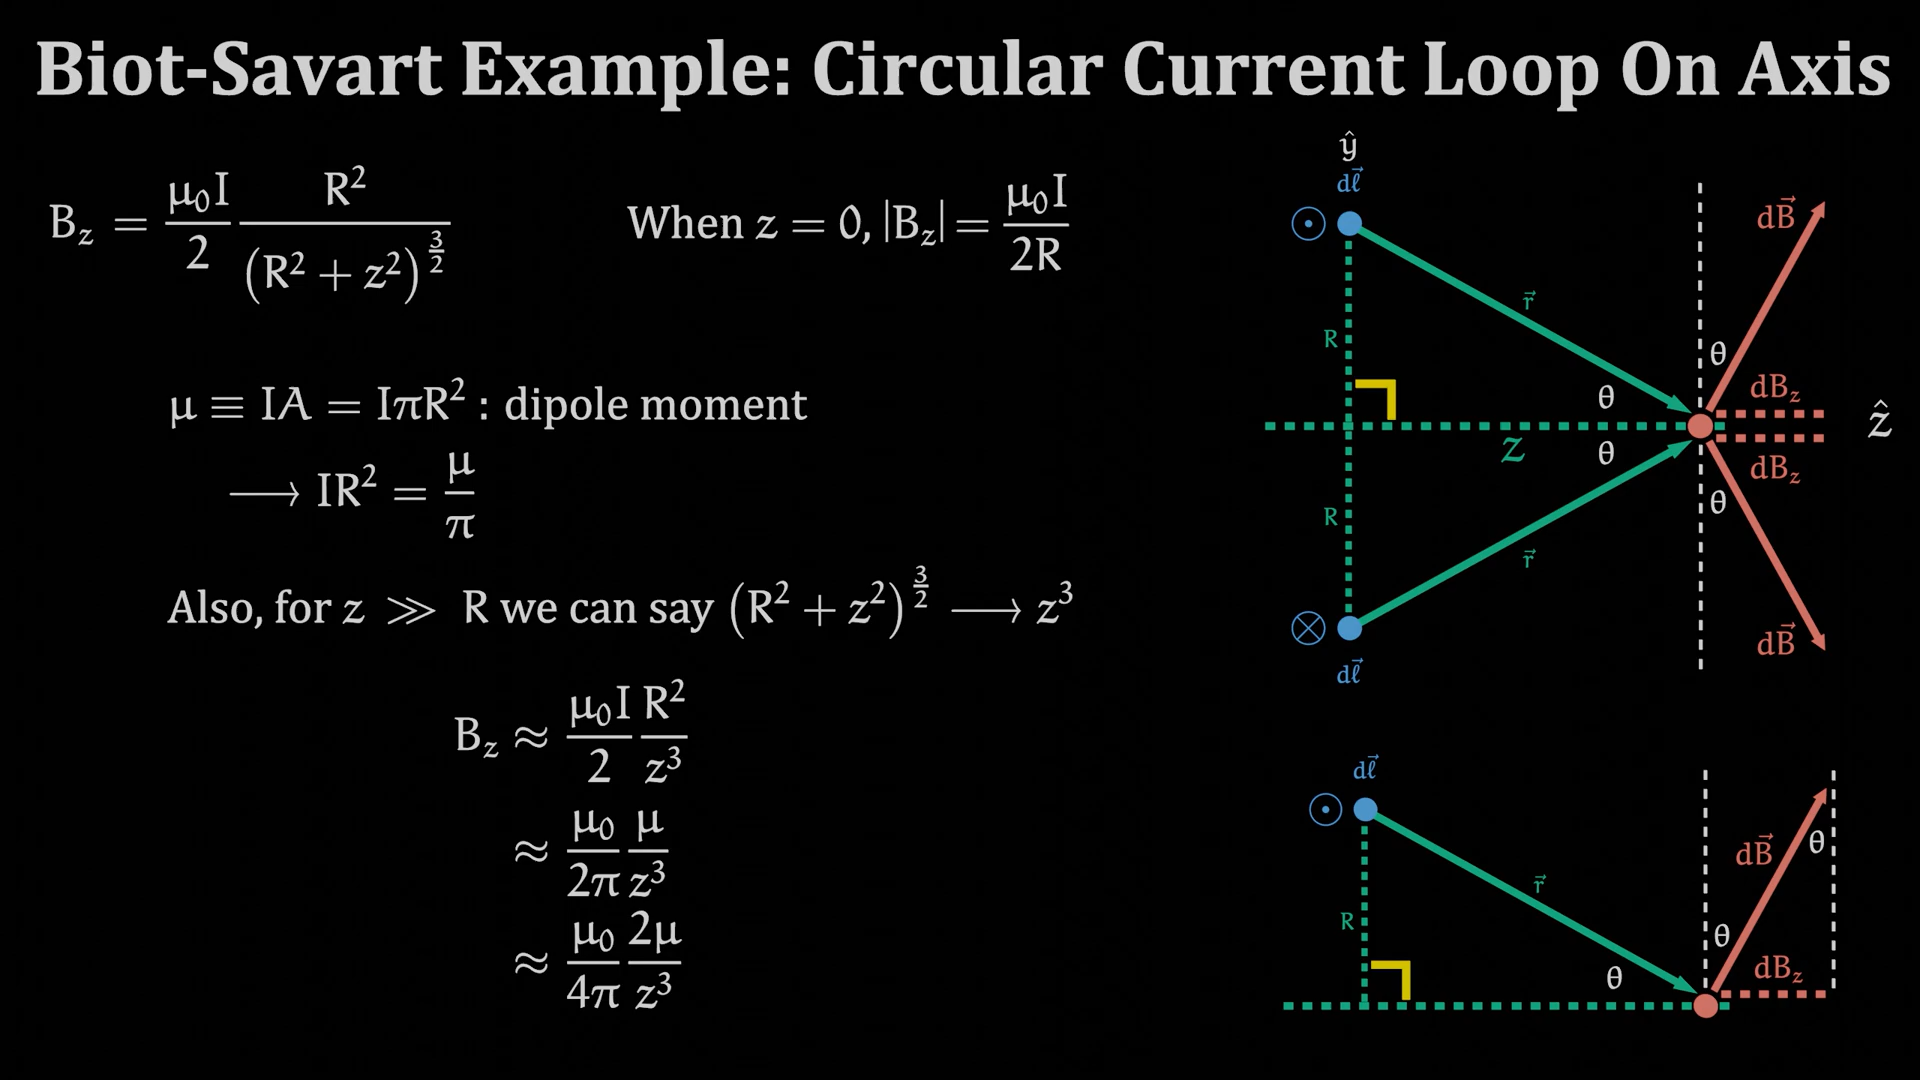 Biot-Savart Example: Circular Current Loop On Axis
B_z = μ₀I/2 R²/(R² + z²)^(3/2)
When z = 0, |B_z| = μ₀I/2R
μ ≡ IA = IπR² : dipole moment
⟶ IR² = μ/π
Also, for z ≫ R we can say (R² + z²)^(3/2) ⟶ z³
B_z ≈ μ₀I/2 R²/z³
≈ μ₀/2π μ/z³
≈ μ₀/4π 2μ/z³
ŷ
dℓ⃗
dB⃗
r⃗
R
θ
θ
dB_z
ẑ
z
θ
dB_z
θ
R
r⃗
dB⃗
dℓ⃗
dℓ⃗
θ
dB⃗
r⃗
R
θ
θ
dB_z